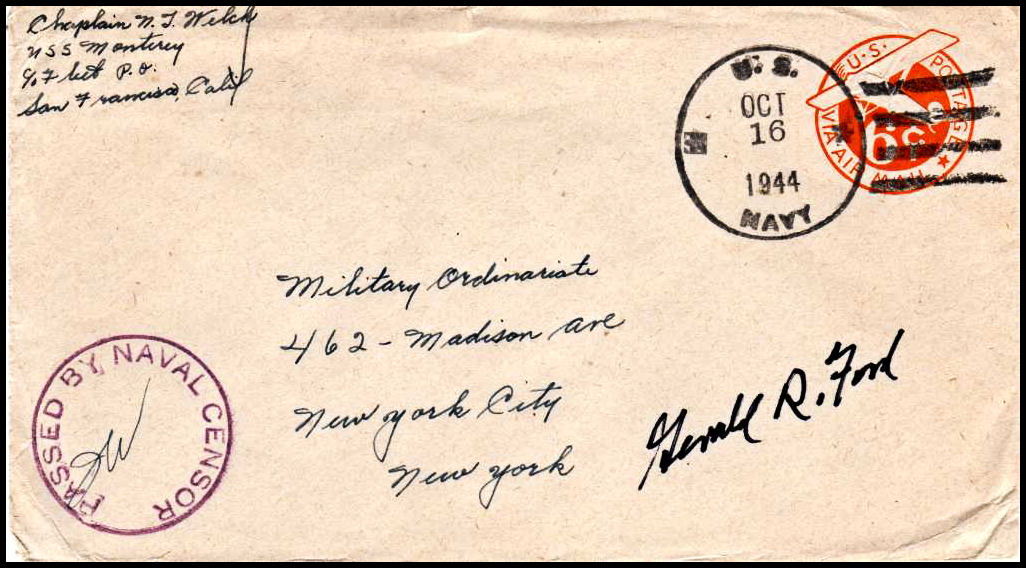 Chaplain N. J. Welch
USS Monterey
c/o Fleet P. O.
San Francisco, Calif
U. S.
OCT
16
1944
NAVY
U.S. POSTAGE
6¢
VIA AIR MAIL
Military Ordinariate
462 - Madison Ave
New York City
New York
Gerald R. Ford
PASSED BY NAVAL CENSOR